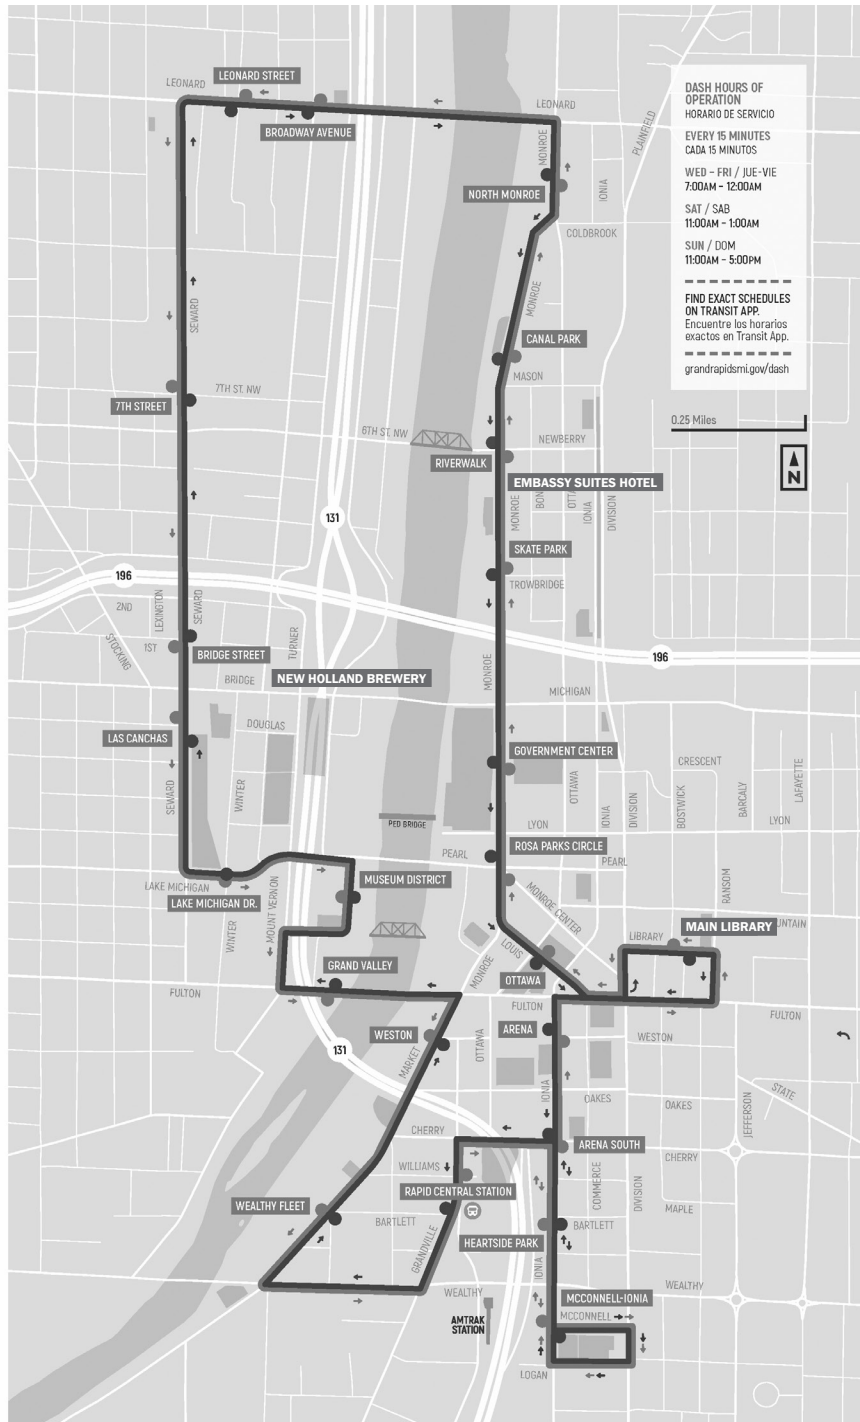 LEONARD STREET
LEONARD
BROADWAY AVENUE
LEONARD
MONROE
NORTH MONROE
IONIA
PLAINFIELD
COLDBROOK
DASH HOURS OF
OPERATION
HORARIO DE SERVICIO
EVERY 15 MINUTES
CADA 15 MINUTOS
WED – FRI / JUE-VIE
7:00AM – 12:00AM
SAT / SAB
11:00AM – 1:00AM
SUN / DOM
11:00AM – 5:00PM
FIND EXACT SCHEDULES
ON TRANSIT APP.
Encuentre los horarios
exactos en Transit App.
grandrapidsmi.gov/dash
0.25 Miles
N
SEWARD
MONROE
CANAL PARK
MASON
7TH ST. NW
7TH STREET
6TH ST. NW
NEWBERRY
RIVERWALK
EMBASSY SUITES HOTEL
MONROE
BON
OTTA
IONIA
DIVISION
131
SKATE PARK
TROWBRIDGE
196
2ND
LEXINGTON
SEWARD
STOCKING
1ST
BRIDGE STREET
TURNER
BRIDGE
NEW HOLLAND BREWERY
MONROE
196
MICHIGAN
LAS CANCHAS
DOUGLAS
SEWARD
WINTER
GOVERNMENT CENTER
OTTAWA
IONIA
DIVISION
CRESCENT
BOSTWICK
BARCALY
LAFAYETTE
LYON
LYON
PED BRIDGE
ROSA PARKS CIRCLE
PEARL
PEARL
LAKE MICHIGAN
LAKE MICHIGAN DR.
MUSEUM DISTRICT
MOUNT VERNON
WINTER
MONROE CENTER
RANSOM
MAIN LIBRARY
UNTAIN
LIBRARY
LOUIS
MONROE
GRAND VALLEY
OTTAWA
FULTON
FULTON
FULTON
WESTON
ARENA
WESTON
OTTAWA
MARKET
131
IONIA
OAKES
OAKES
STATE
JEFFERSON
CHERRY
ARENA SOUTH
CHERRY
WILLIAMS
COMMERCE
DIVISION
RAPID CENTRAL STATION
MAPLE
WEALTHY FLEET
BARTLETT
BARTLETT
HEARTSIDE PARK
GRANDVILLE
IONIA
WEALTHY
WEALTHY
MCCONNELL-IONIA
MCCONNELL
AMTRAK
STATION
LOGAN